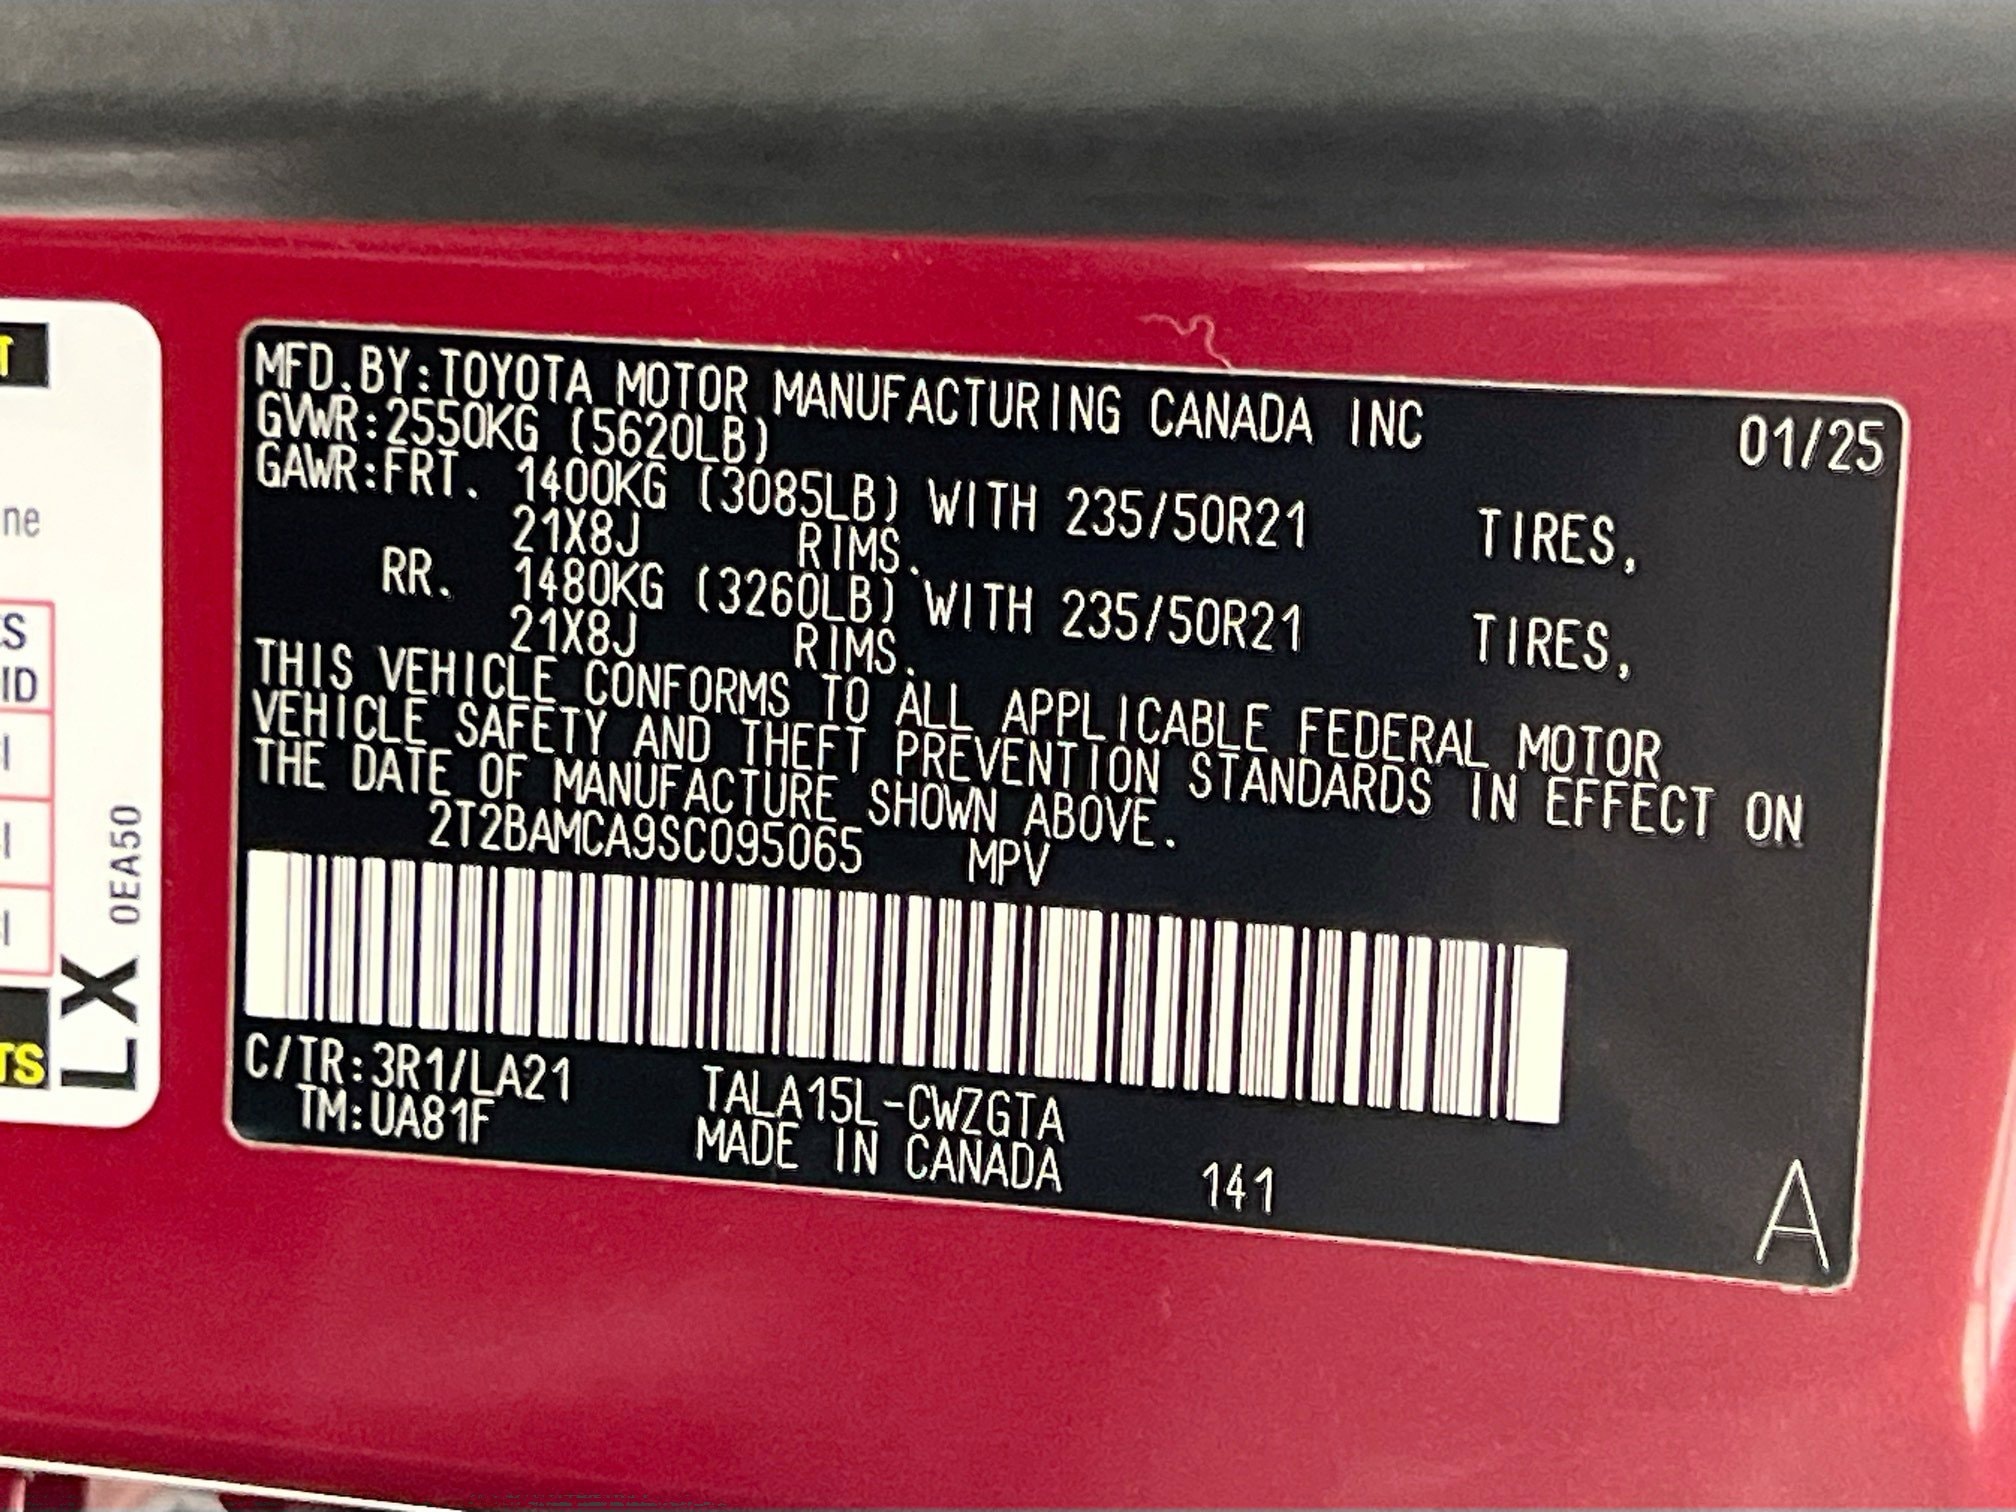 MFD.BY:TOYOTA MOTOR MANUFACTURING CANADA INC 01/25
GVWR:2550KG (5620LB)
GAWR:FRT. 1400KG (3085LB) WITH 235/50R21 TIRES,
21X8J RIMS.
RR. 1480KG (3260LB) WITH 235/50R21 TIRES,
21X8J RIMS.
THIS VEHICLE CONFORMS TO ALL APPLICABLE FEDERAL MOTOR
VEHICLE SAFETY AND THEFT PREVENTION STANDARDS IN EFFECT ON
THE DATE OF MANUFACTURE SHOWN ABOVE.
2T2BAMCA9SC095065 MPV
C/TR:3R1/LA21 TALA15L-CWZGTA
TM:UA81F MADE IN CANADA 141
A
LX 0EA50